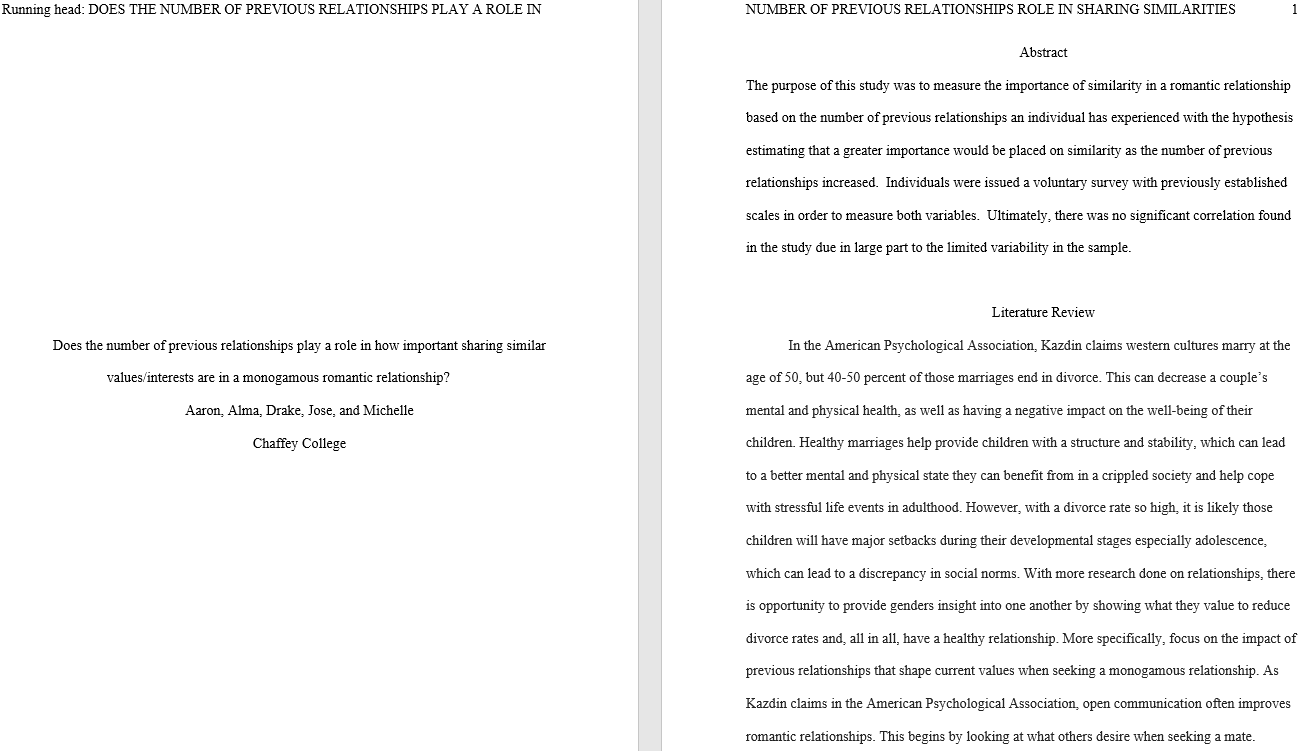 Running head: DOES THE NUMBER OF PREVIOUS RELATIONSHIPS PLAY A ROLE IN
Does the number of previous relationships play a role in how important sharing similar
values/interests are in a monogamous romantic relationship?
Aaron, Alma, Drake, Jose, and Michelle
Chaffey College
NUMBER OF PREVIOUS RELATIONSHIPS ROLE IN SHARING SIMILARITIES 1
Abstract
The purpose of this study was to measure the importance of similarity in a romantic relationship
based on the number of previous relationships an individual has experienced with the hypothesis
estimating that a greater importance would be placed on similarity as the number of previous
relationships increased.  Individuals were issued a voluntary survey with previously established
scales in order to measure both variables.  Ultimately, there was no significant correlation found
in the study due in large part to the limited variability in the sample.
Literature Review
In the American Psychological Association, Kazdin claims western cultures marry at the
age of 50, but 40-50 percent of those marriages end in divorce. This can decrease a couple’s
mental and physical health, as well as having a negative impact on the well-being of their
children. Healthy marriages help provide children with a structure and stability, which can lead
to a better mental and physical state they can benefit from in a crippled society and help cope
with stressful life events in adulthood. However, with a divorce rate so high, it is likely those
children will have major setbacks during their developmental stages especially adolescence,
which can lead to a discrepancy in social norms. With more research done on relationships, there
is opportunity to provide genders insight into one another by showing what they value to reduce
divorce rates and, all in all, have a healthy relationship. More specifically, focus on the impact of
previous relationships that shape current values when seeking a monogamous relationship. As
Kazdin claims in the American Psychological Association, open communication often improves
romantic relationships. This begins by looking at what others desire when seeking a mate.